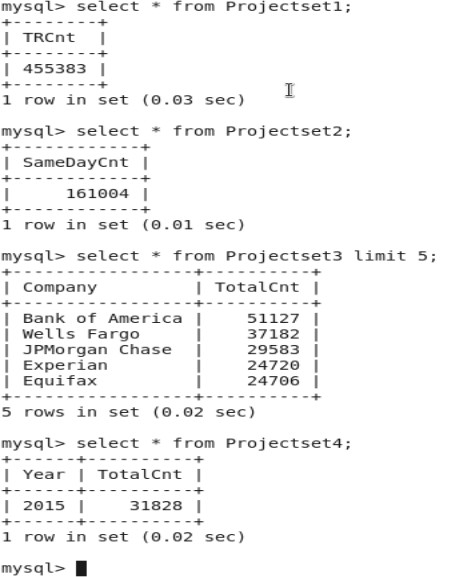 mysql> select * from Projectset1;
+--------+
| TRCnt  |
+--------+
| 455383 |
+--------+
1 row in set (0.03 sec)
mysql> select * from Projectset2;
+------------+
| SameDayCnt |
+------------+
|     161004 |
+------------+
1 row in set (0.01 sec)
mysql> select * from Projectset3 limit 5;
+-----------------+----------+
| Company         | TotalCnt |
+-----------------+----------+
| Bank of America |    51127 |
| Wells Fargo     |    37182 |
| JPMorgan Chase  |    29583 |
| Experian        |    24720 |
| Equifax         |    24706 |
+-----------------+----------+
5 rows in set (0.02 sec)
mysql> select * from Projectset4;
+------+----------+
| Year | TotalCnt |
+------+----------+
| 2015 |    31828 |
+------+----------+
1 row in set (0.02 sec)
mysql>